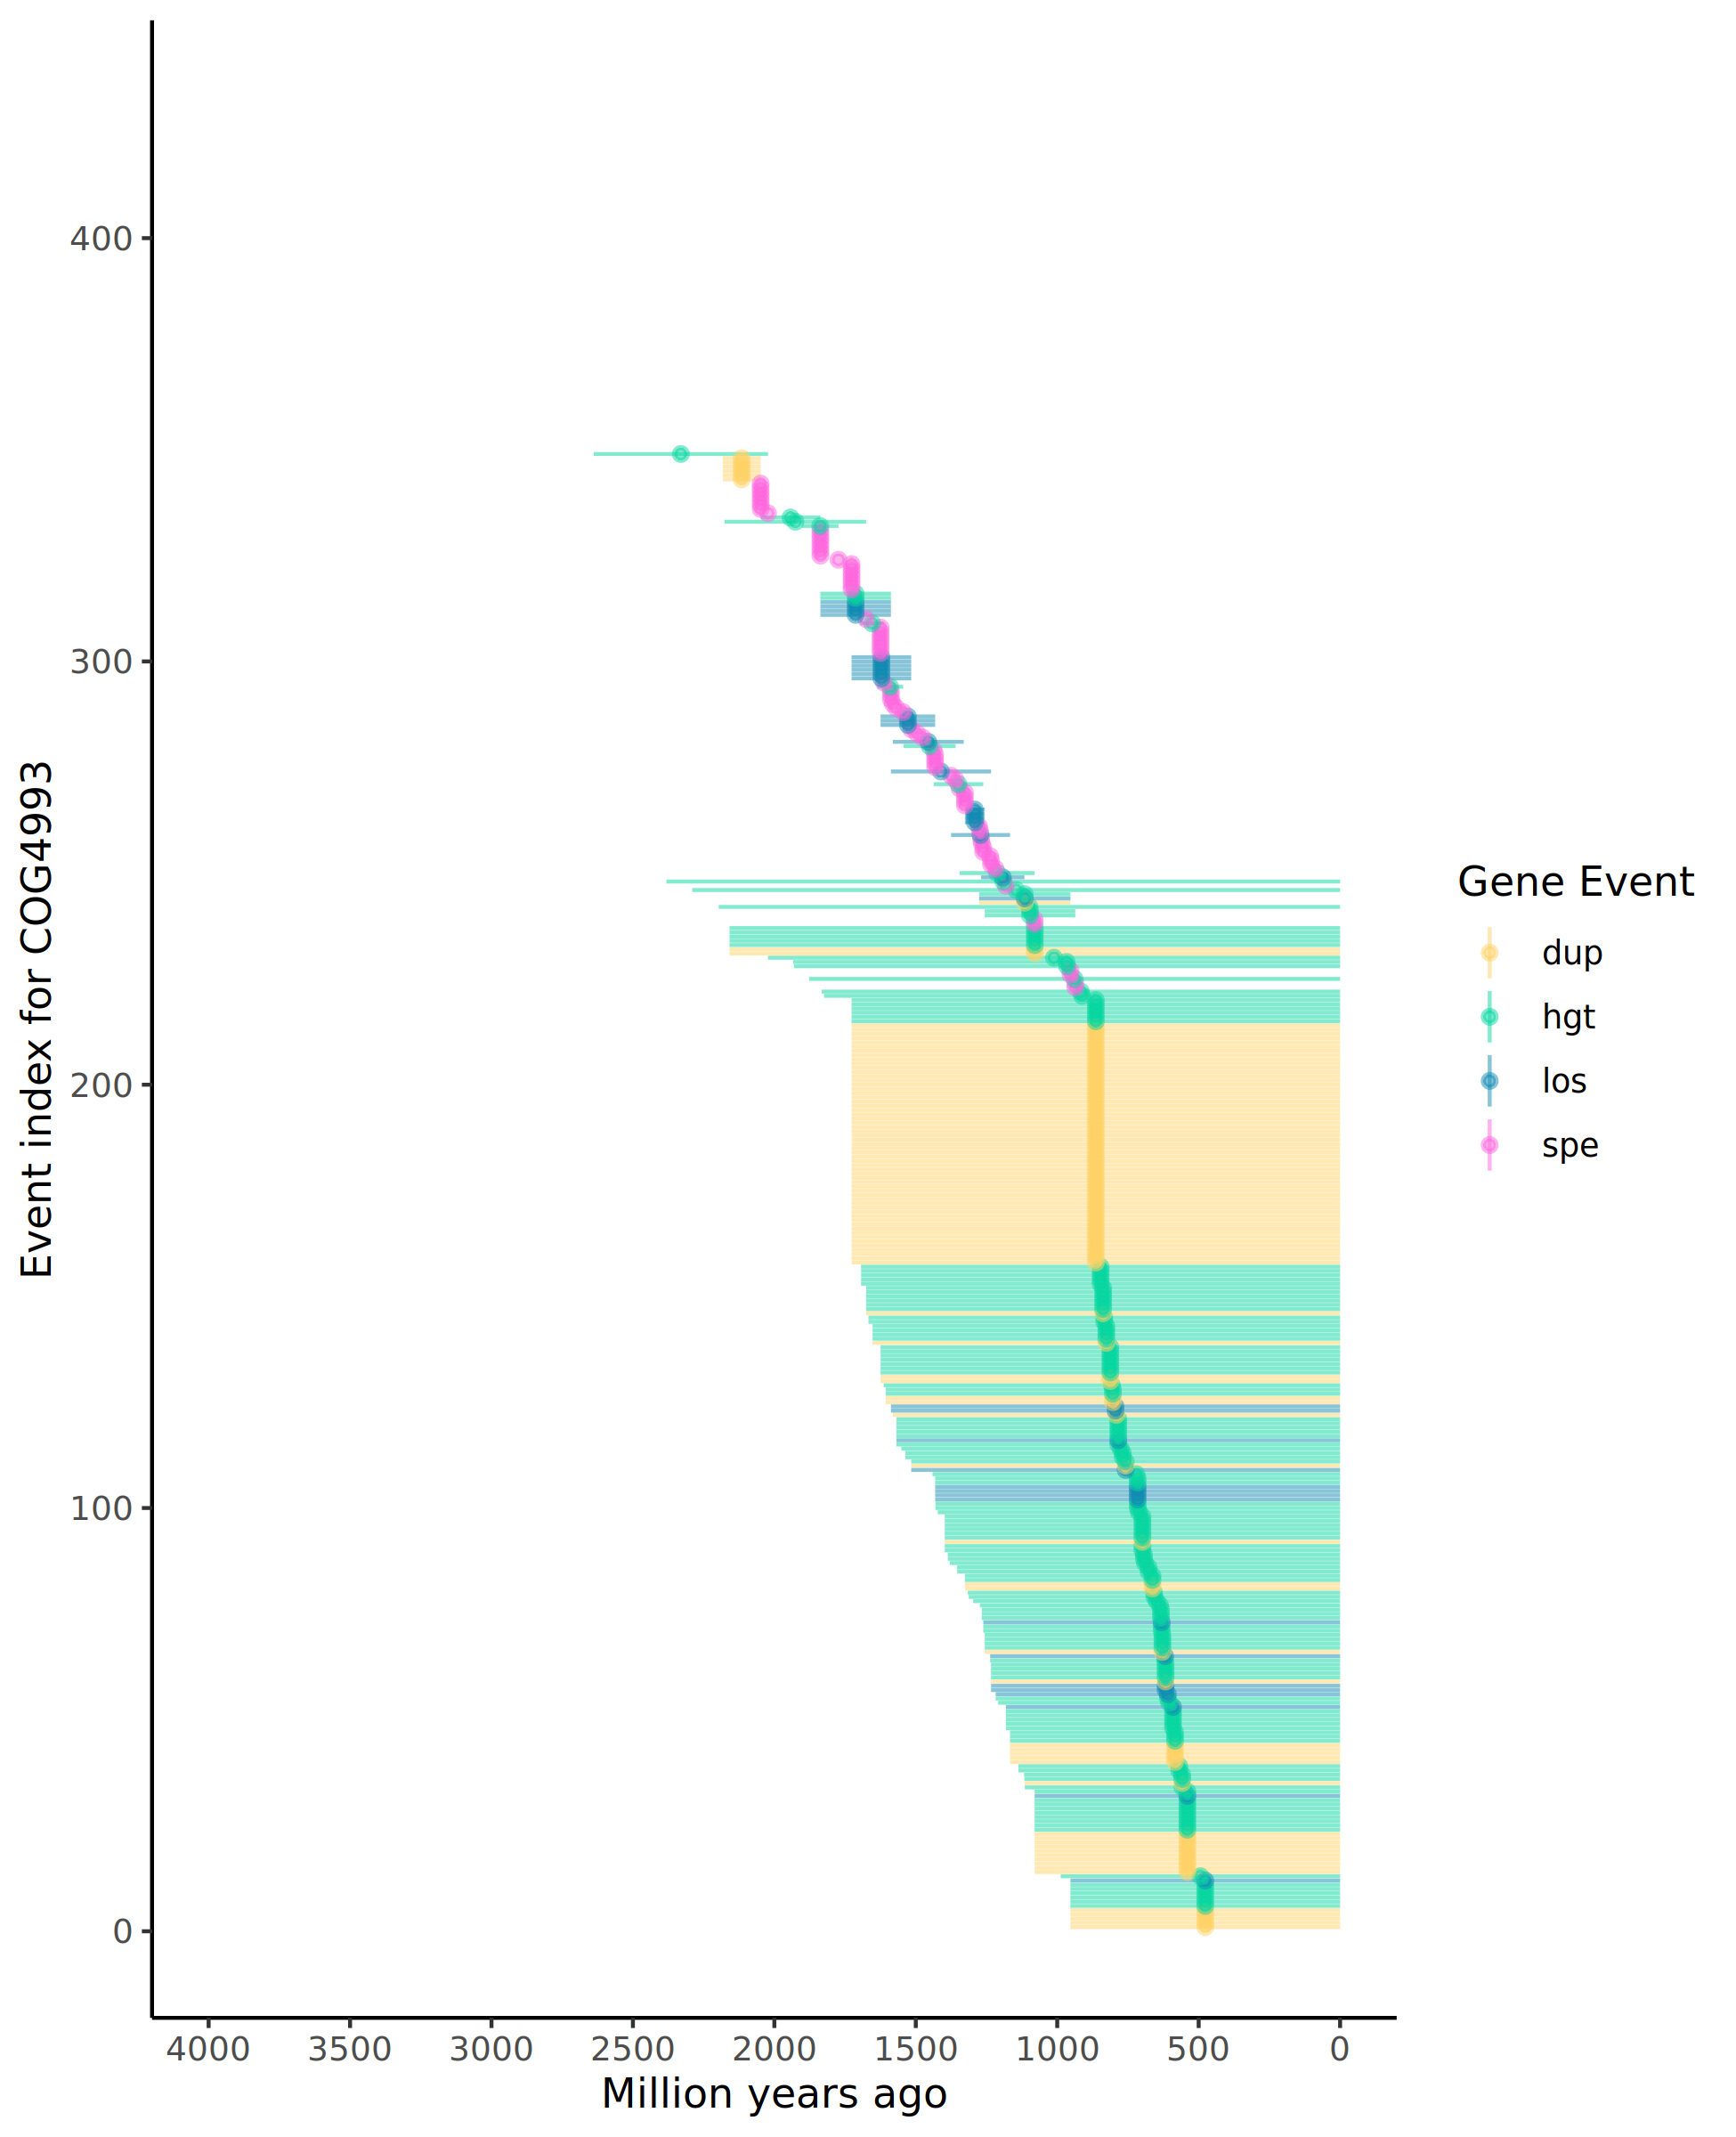 Event index for COG4993
400
300
200
100
0
4000 3500 3000 2500 2000 1500 1000 500 0
Million years ago
Gene Event
dup
hgt
los
spe